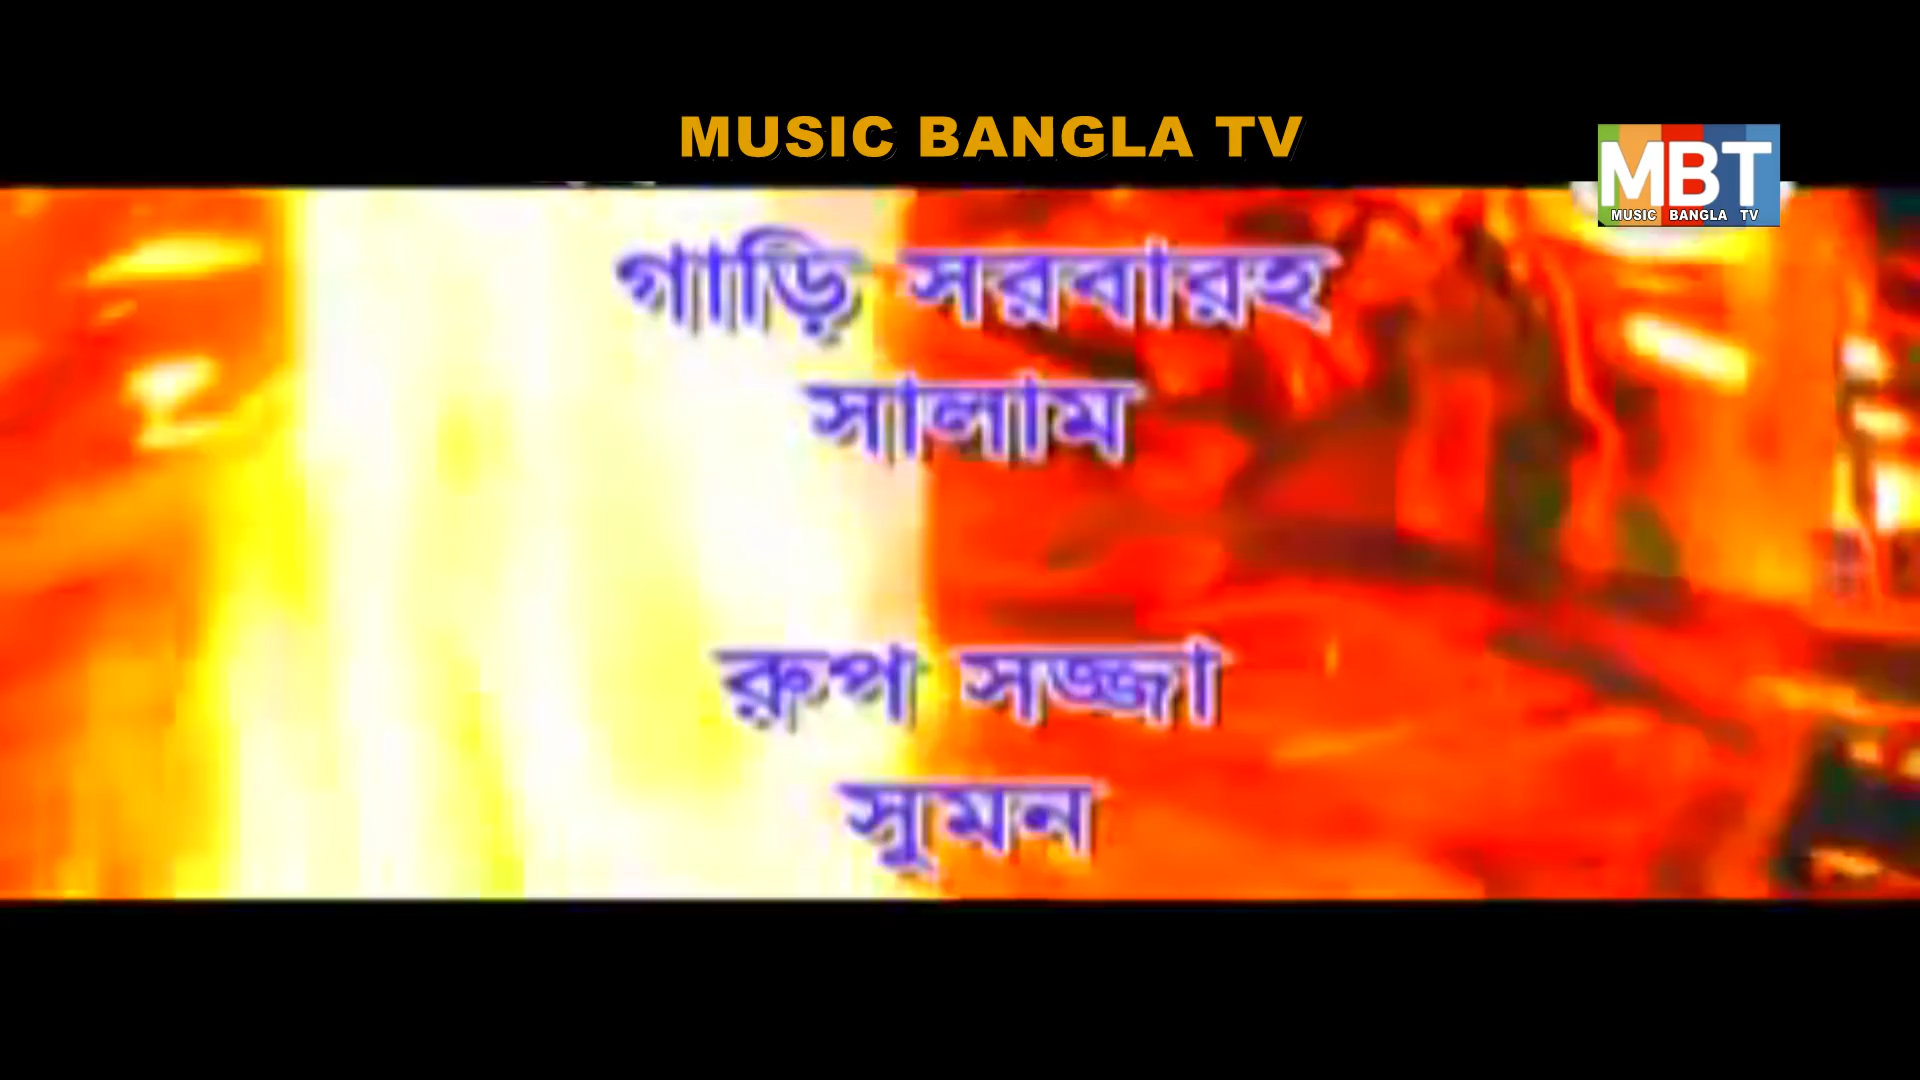 MUSIC BANGLA TV
MBT
MUSIC BANGLA TV
গাড়ি সরবারহ
সালাম
রুপ সজ্জা
সুমন